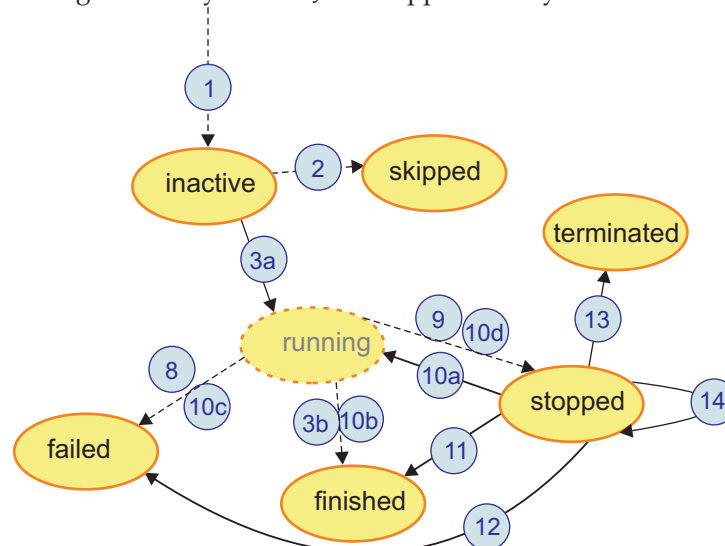 1
inactive
2
skipped
terminated
3a
9
10d
13
running
8
10c
10a
14
stopped
3b
10b
failed
11
finished
12